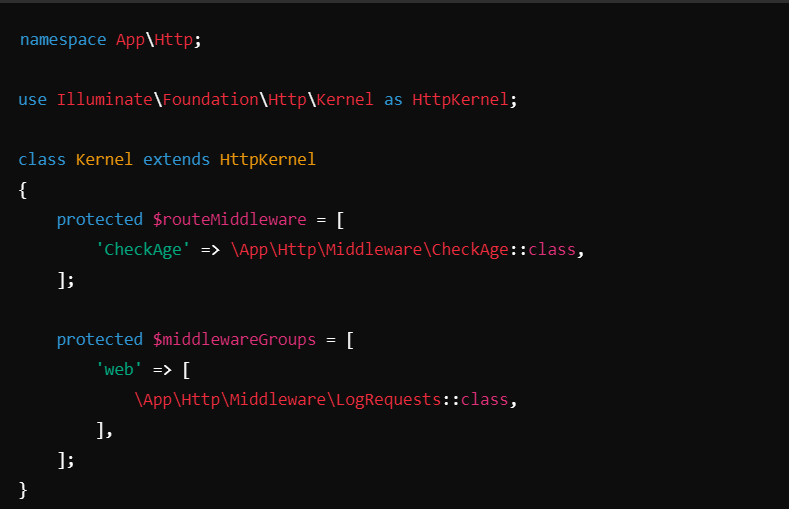 namespace App\Http;
use Illuminate\Foundation\Http\Kernel as HttpKernel;
class Kernel extends HttpKernel
{
    protected $routeMiddleware = [
        'CheckAge' => \App\Http\Middleware\CheckAge::class,
    ];
    protected $middlewareGroups = [
        'web' => [
            \App\Http\Middleware\LogRequests::class,
        ],
    ];
}